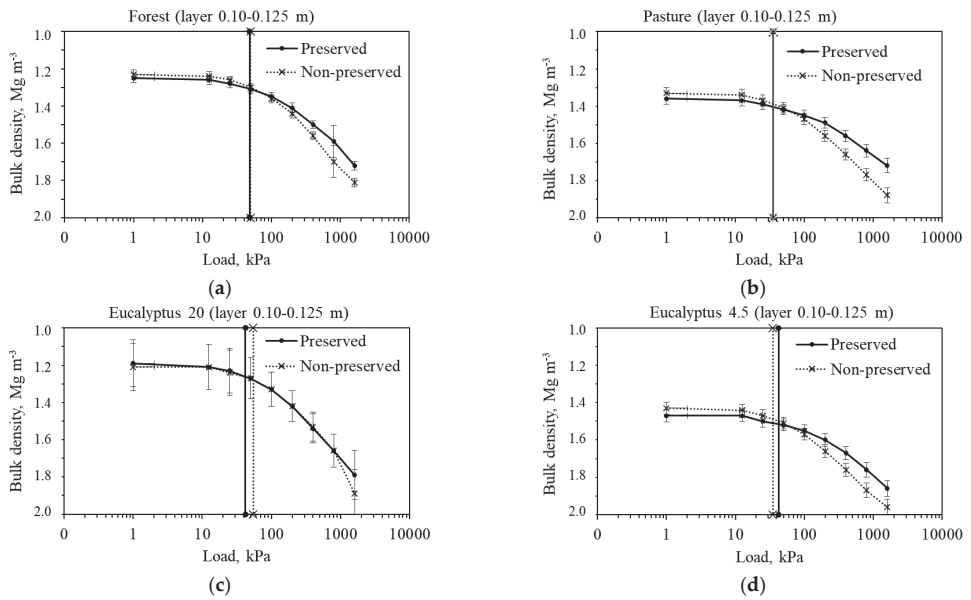 Forest (layer 0.10-0.125 m)
1.0
1.2
1.4
1.6
1.8
2.0
Bulk density, Mg m⁻³
Preserved
Non-preserved
0 1 10 100 1000 10000
Load, kPa
(a)
Pasture (layer 0.10-0.125 m)
1.0
1.2
1.4
1.6
1.8
2.0
Bulk density, Mg m⁻³
Preserved
Non-preserved
0 1 10 100 1000 10000
Load, kPa
(b)
Eucalyptus 20 (layer 0.10-0.125 m)
1.0
1.2
1.4
1.6
1.8
2.0
Bulk density, Mg m⁻³
Preserved
Non-preserved
0 1 10 100 1000 10000
Load, kPa
(c)
Eucalyptus 4.5 (layer 0.10-0.125 m)
1.0
1.2
1.4
1.6
1.8
2.0
Bulk density, Mg m⁻³
Preserved
Non-preserved
0 1 10 100 1000 10000
Load, kPa
(d)